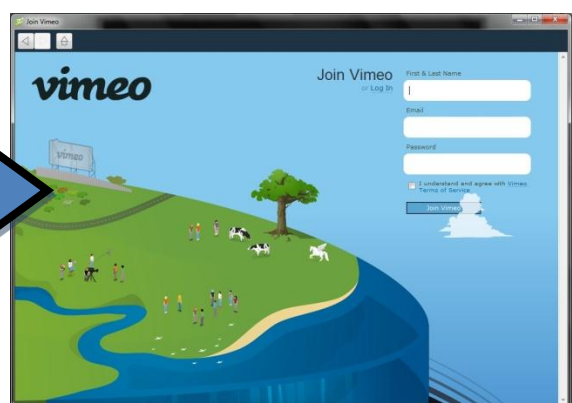 Join Vimeo
vimeo
Join Vimeo
or Log In
First & Last Name
Email
Password
I understand and agree with Vimeo
Terms of Service.
Join Vimeo
vimeo